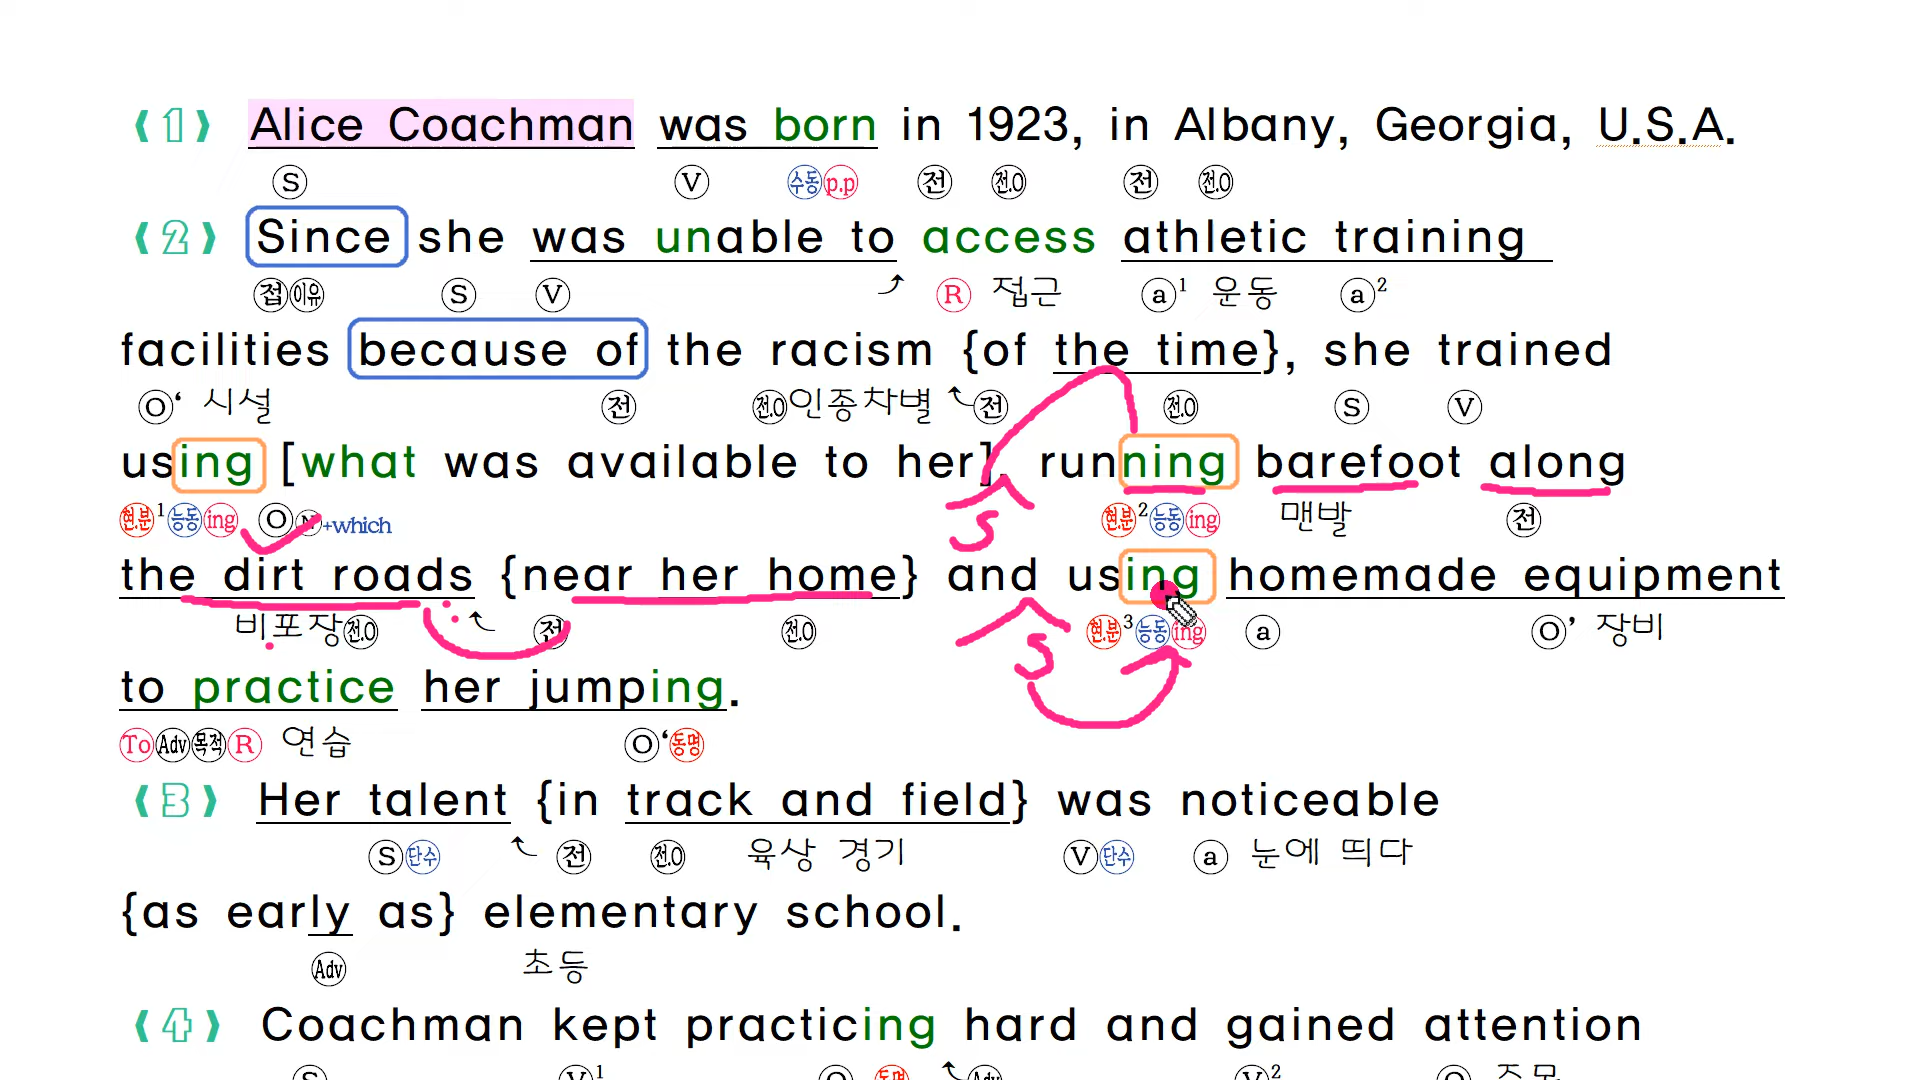 (1) Alice Coachman was born in 1923, in Albany, Georgia, U.S.A.
S V 수동 p.p 전 전.O 전 전.O
(2) Since she was unable to access athletic training
접 이유 S V R 접근 a¹ 운동 a²
facilities because of the racism {of the time}, she trained
O‘ 시설 전 전.O 인종차별 전 전.O S V
using [what was available to her], running barefoot along
현.분¹ 능동 ing O N +which S 현.분² 능동 ing 맨발 전
the dirt roads {near her home} and using homemade equipment
비포장 전.O 전 전.O S 현.분³ 능동 ing a O’ 장비
to practice her jumping.
To Adv 목적 R 연습 O‘ 동명
(3) Her talent {in track and field} was noticeable
S 단수 전 전.O 육상 경기 V 단수 a 눈에 띄다
{as early as} elementary school.
Adv 초등
(4) Coachman kept practicing hard and gained attention
S V¹ O 동명 Adv V² O 주목